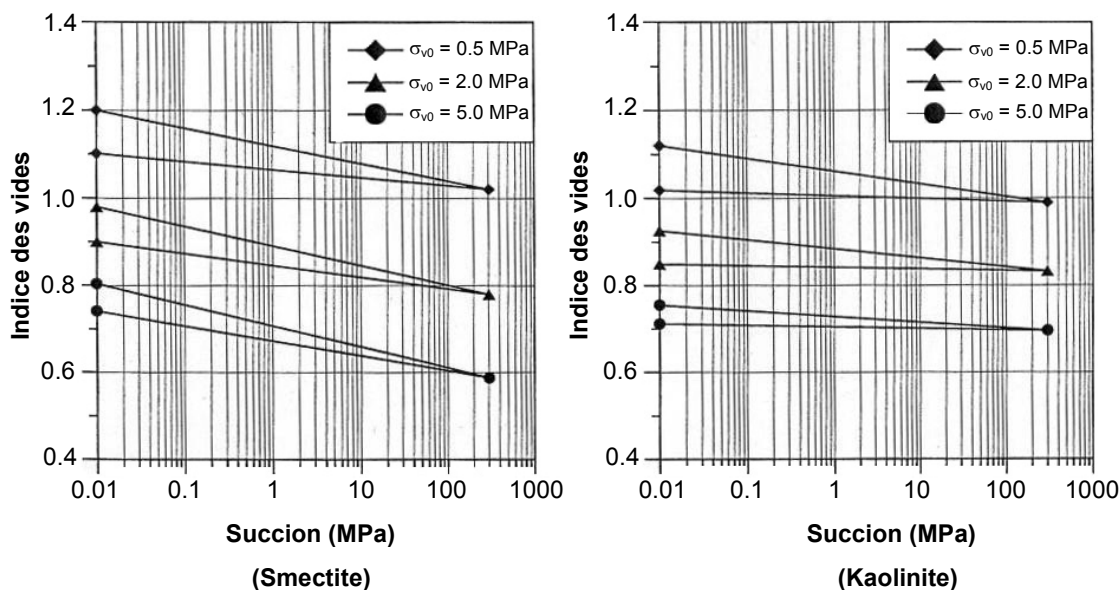 1.4
1.2
1.0
0.8
0.6
0.4
Indice des vides
σv0 = 0.5 MPa
σv0 = 2.0 MPa
σv0 = 5.0 MPa
0.01 0.1 1 10 100 1000
Succion (MPa)
(Smectite)
1.4
1.2
1.0
0.8
0.6
0.4
Indice des vides
σv0 = 0.5 MPa
σv0 = 2.0 MPa
σv0 = 5.0 MPa
0.01 0.1 1 10 100 1000
Succion (MPa)
(Kaolinite)